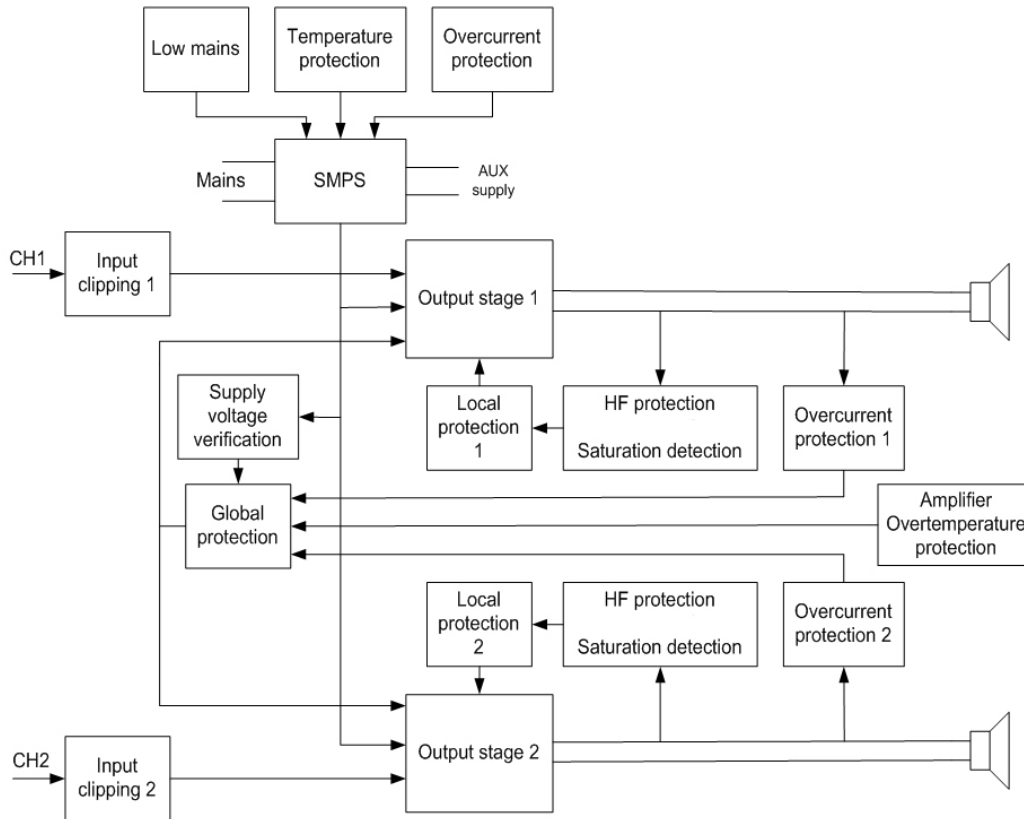 Low mains
Temperature
protection
Overcurrent
protection
Mains
SMPS
AUX
supply
CH1
Input
clipping 1
Output stage 1
Supply
voltage
verification
Local
protection
1
HF protection
Saturation detection
Overcurrent
protection 1
Global
protection
Amplifier
Overtemperature
protection
Local
protection
2
HF protection
Saturation detection
Overcurrent
protection 2
CH2
Input
clipping 2
Output stage 2